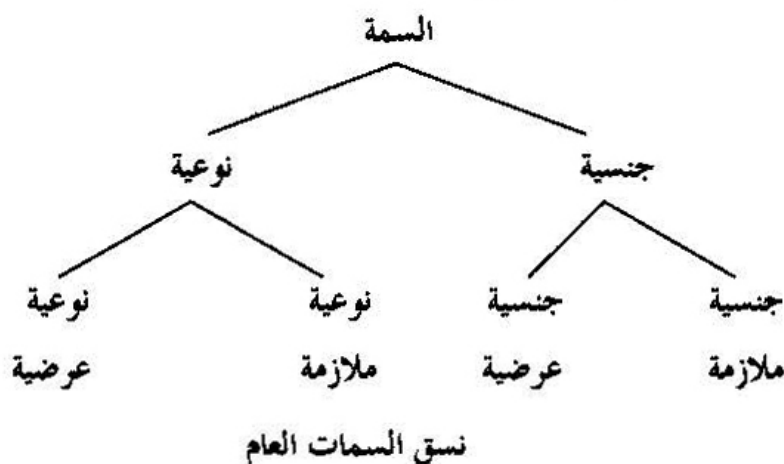 السمة
جنسية نوعية
جنسية جنسية نوعية نوعية
ملازمة عرضية ملازمة عرضية
نسق السمات العام